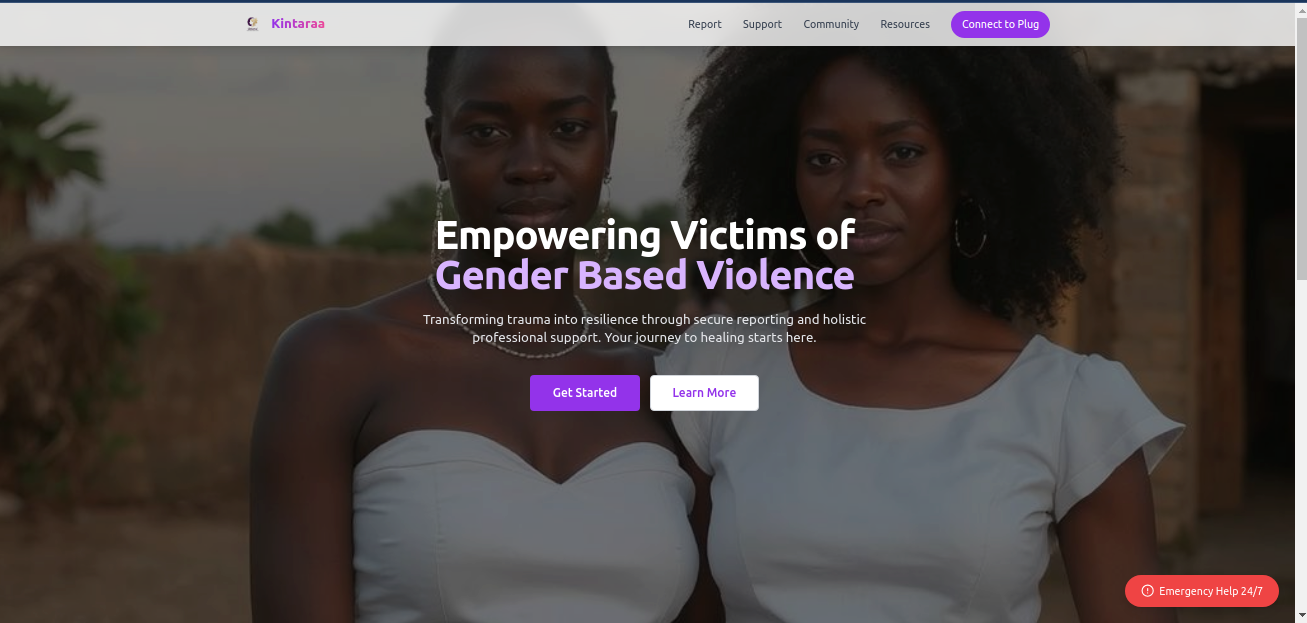 Kintaraa
Report
Support
Community
Resources
Connect to Plug
Empowering Victims of
Gender Based Violence
Transforming trauma into resilience through secure reporting and holistic
professional support. Your journey to healing starts here.
Get Started
Learn More
Emergency Help 24/7